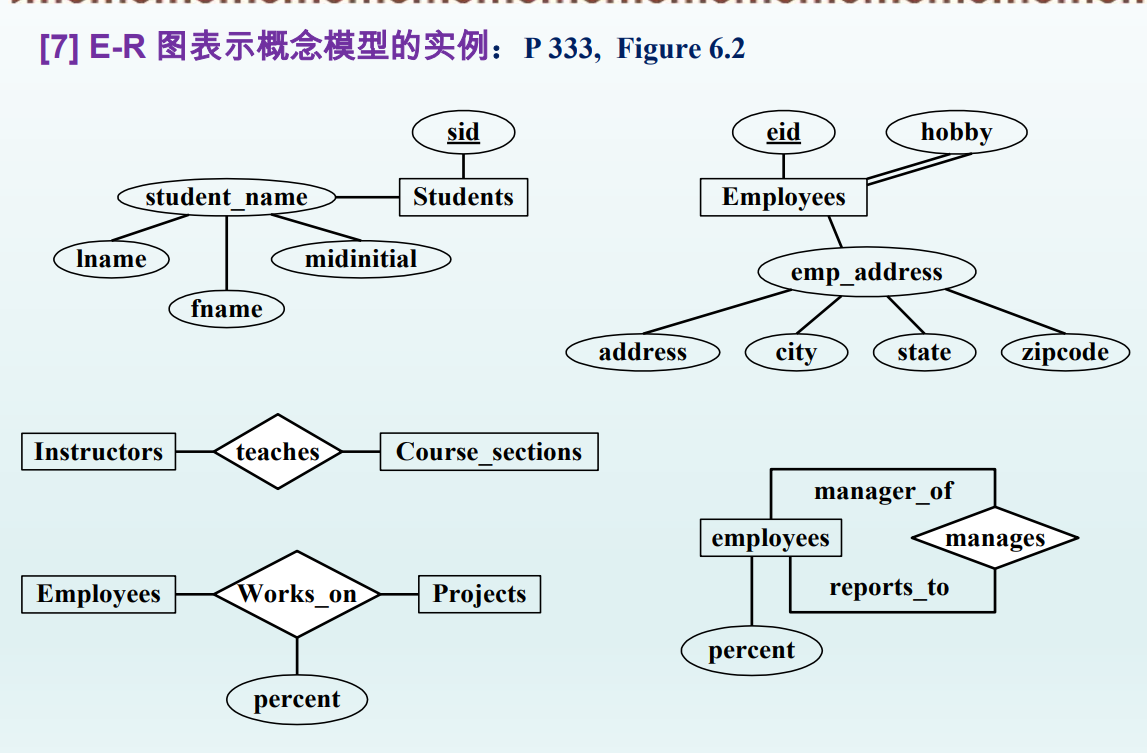 [7] E-R 图表示概念模型的实例：P 333, Figure 6.2
sid
student_name
Students
lname
midinitial
fname
eid
hobby
Employees
emp_address
address
city
state
zipcode
Instructors
teaches
Course_sections
manager_of
employees
manages
reports_to
percent
Employees
Works_on
Projects
percent